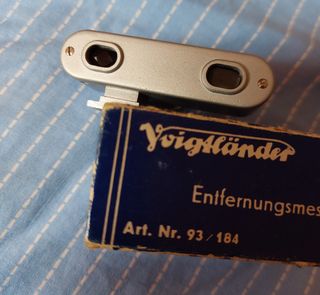 Voigtländer
Entfernungsmes
Art. Nr. 93/184